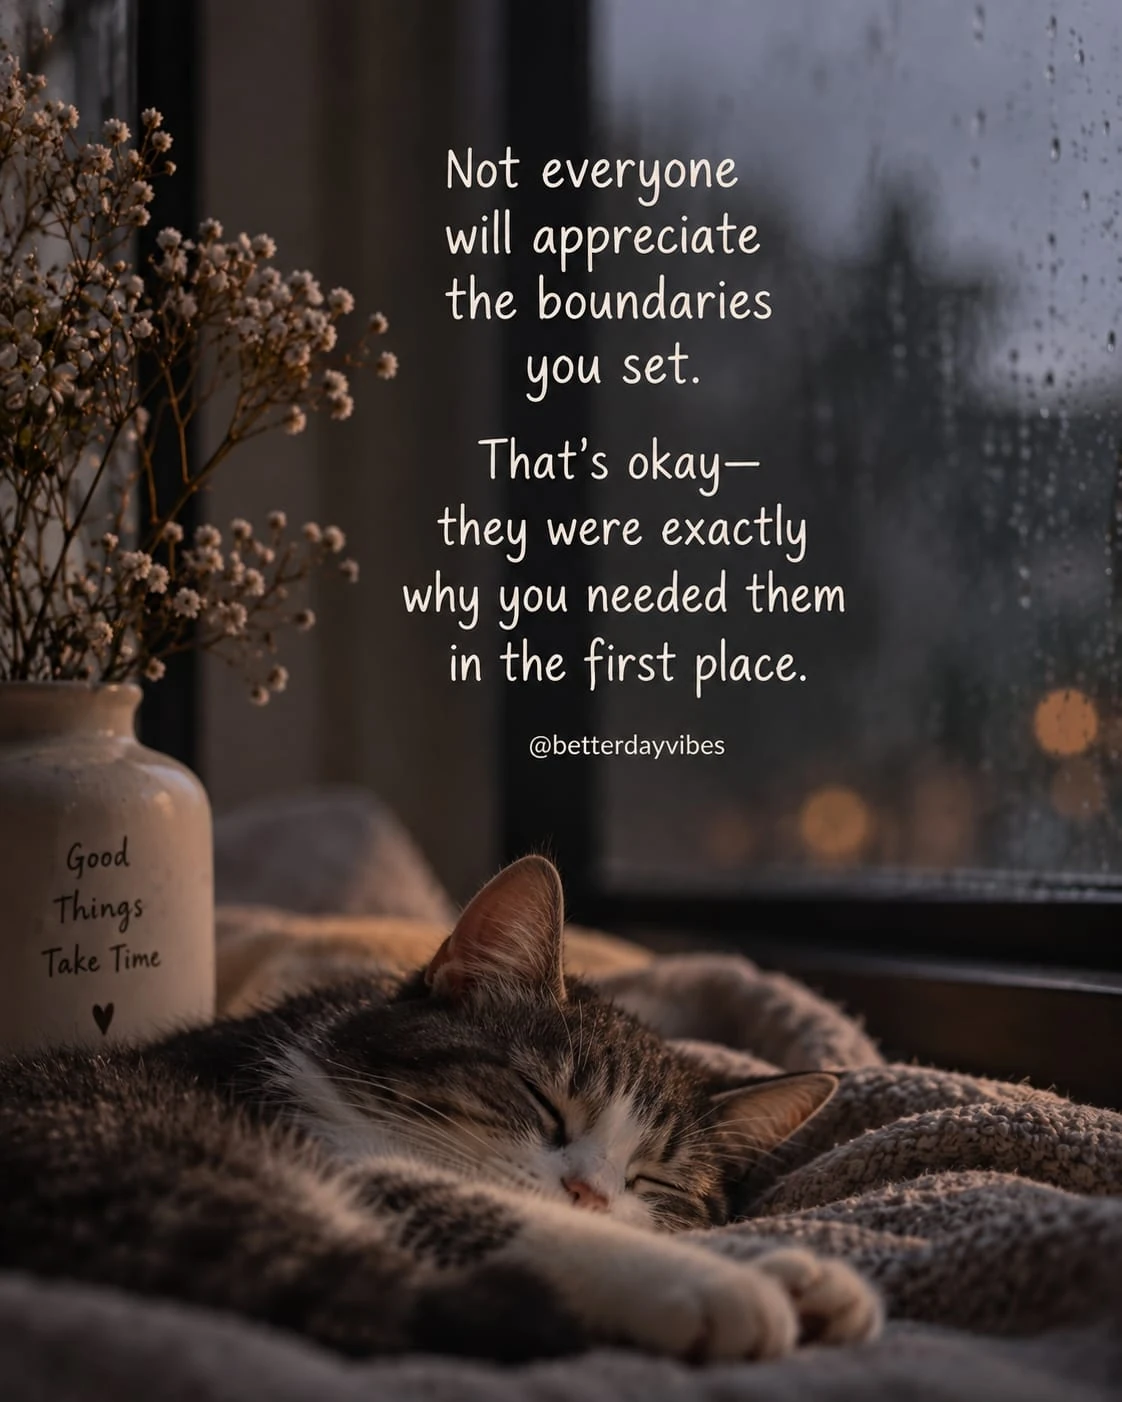 Not everyone
will appreciate
the boundaries
you set.
That's okay—
they were exactly
why you needed them
in the first place.
@betterdayvibes
Good
Things
Take Time